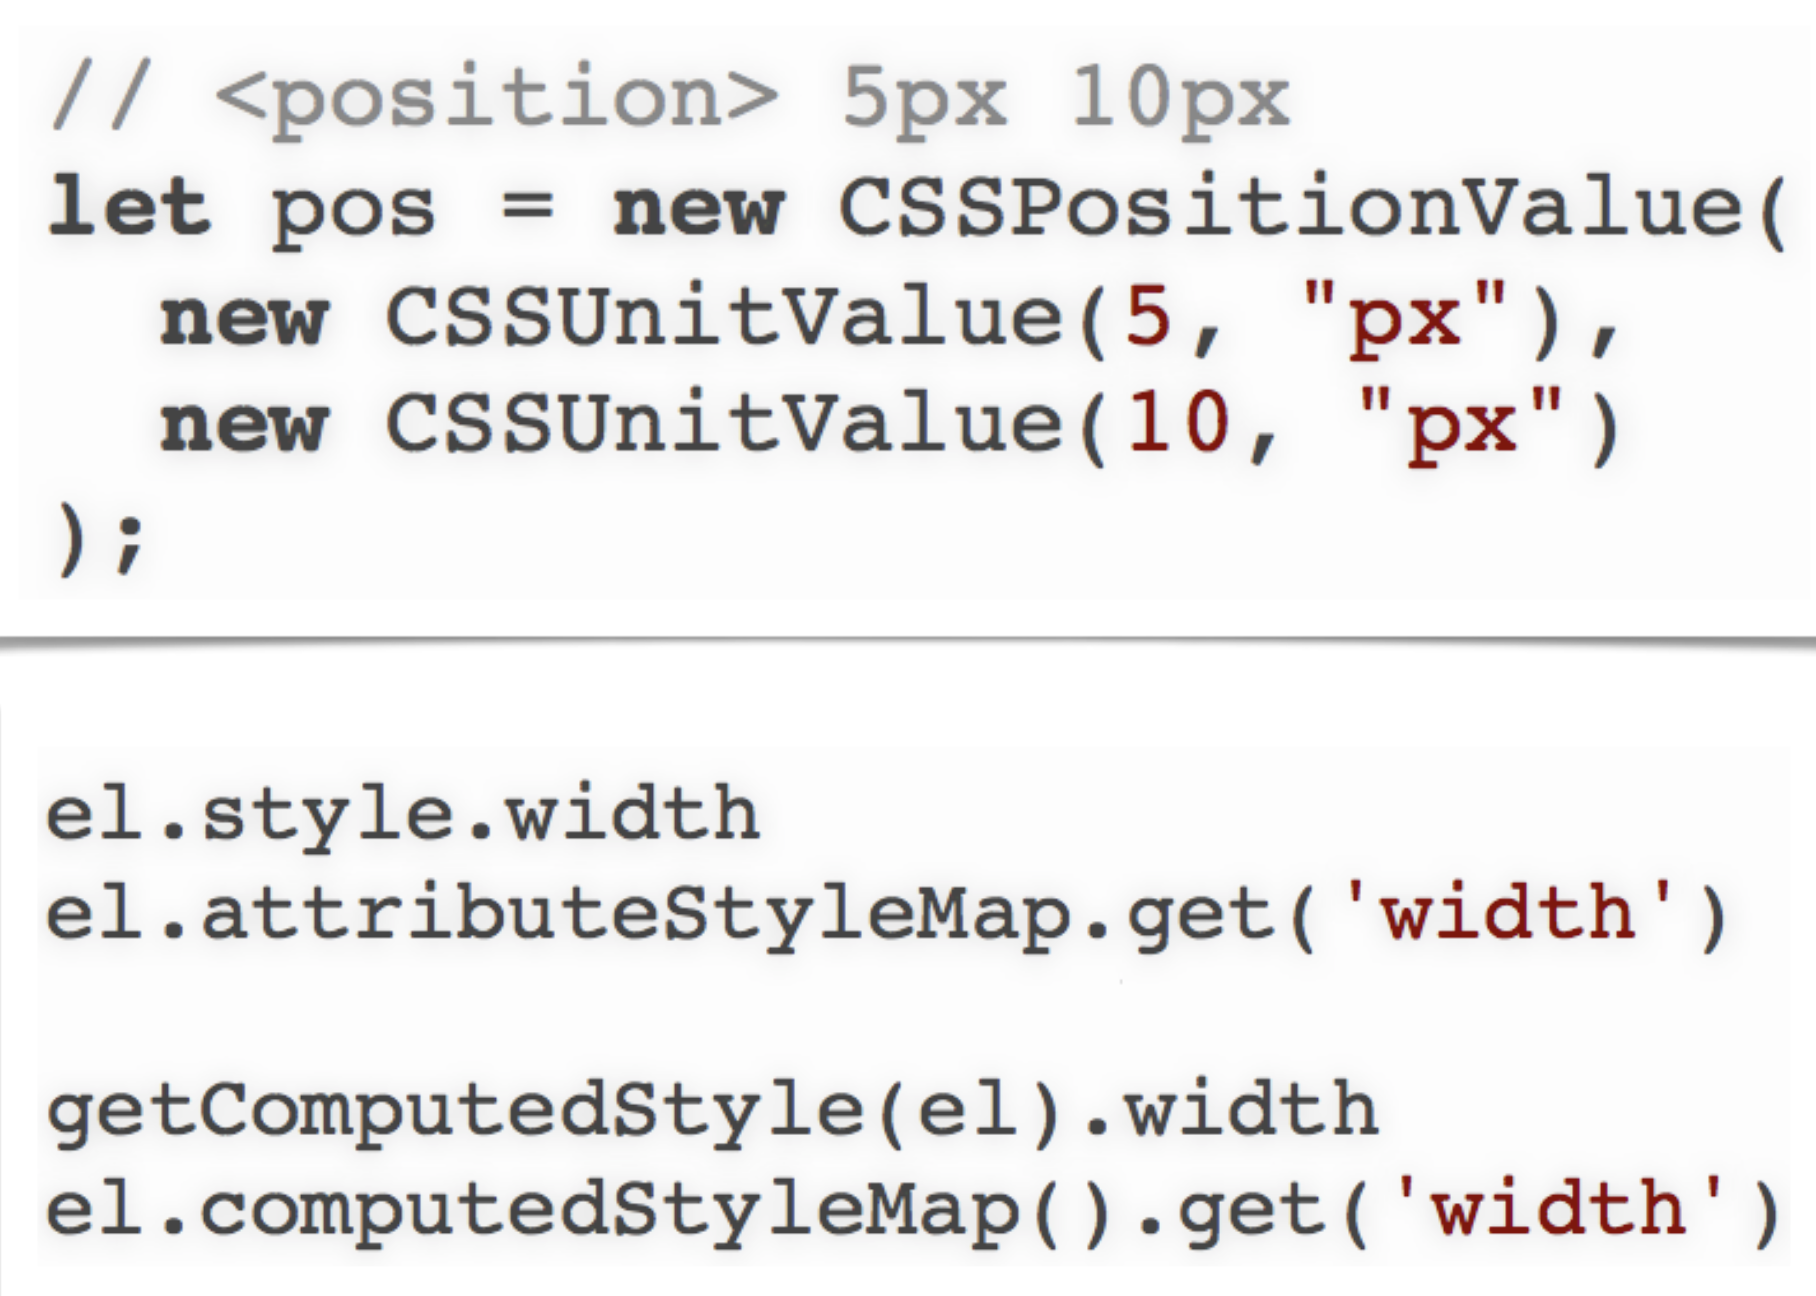 // <position> 5px 10px
let pos = new CSSPositionValue(
  new CSSUnitValue(5, "px"),
  new CSSUnitValue(10, "px")
);
el.style.width
el.attributeStyleMap.get('width')
getComputedStyle(el).width
el.computedStyleMap().get('width')